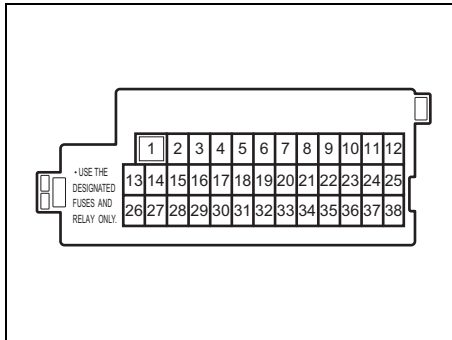 1 2 3 4 5 6 7 8 9 10 11 12
• USE THE
DESIGNATED
FUSES AND
RELAY ONLY.
13 14 15 16 17 18 19 20 21 22 23 24 25
26 27 28 29 30 31 32 33 34 35 36 37 38